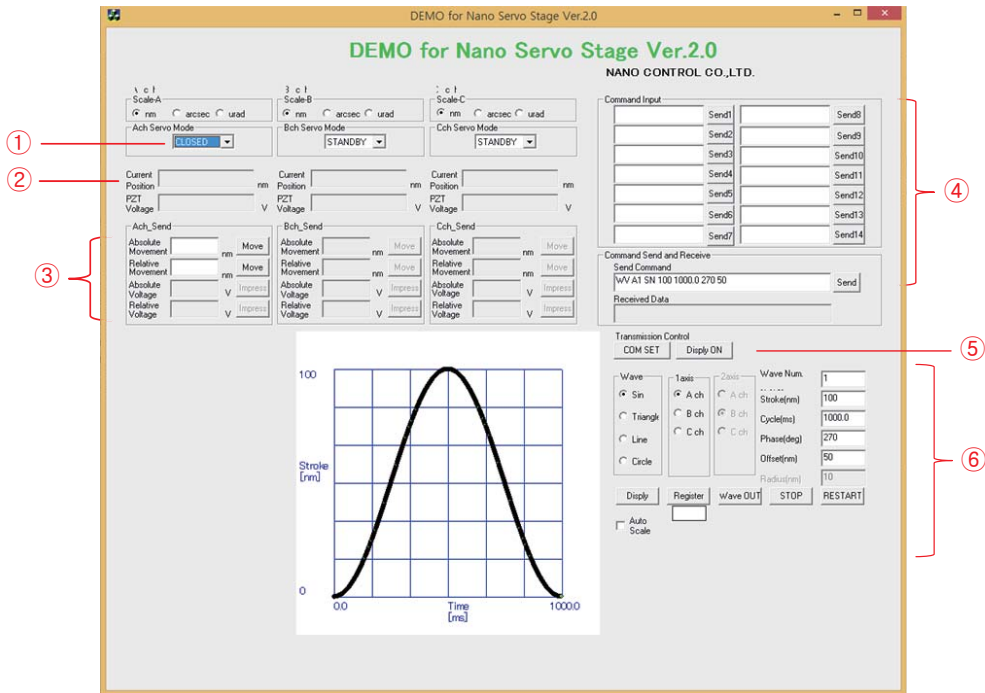 DEMO for Nano Servo Stage Ver.2.0
DEMO for Nano Servo Stage Ver.2.0
NANO CONTROL CO.,LTD.
Scale-A Scale-B Scale-C
nm arcsec urad nm arcsec urad nm arcsec urad
Ach Servo Mode Bch Servo Mode Cch Servo Mode
① CLOSED STANDBY STANDBY
② Current Position nm Current Position nm Current Position nm
PZT Voltage V PZT Voltage V PZT Voltage V
③
Ach_Send
Absolute Movement nm Move
Relative Movement nm Move
Absolute Voltage V Impress
Relative Voltage V Impress
Bch_Send
Absolute Movement nm Move
Relative Movement nm Move
Absolute Voltage V Impress
Relative Voltage V Impress
Cch_Send
Absolute Movement nm Move
Relative Movement nm Move
Absolute Voltage V Impress
Relative Voltage V Impress
Command Input
Send1 Send8
Send2 Send9
Send3 Send10
Send4 Send11
Send5 Send12
Send6 Send13
Send7 Send14
④
Command Send and Receive
Send Command
WV A1 SN 100 1000.0 270 50 Send
Received Data
Transmission Control
COM SET Disply ON
⑤
Wave
Sin
Triangle
Line
Circle
1axis
A ch
B ch
C ch
2axis
A ch
B ch
C ch
Wave Num. 1
Stroke(nm) 100
Cycle(ms) 1000.0
Phase(deg) 270
Offset(nm) 50
Radius(nm) 10
⑥
Disply Register Wave OUT STOP RESTART
Auto Scale
100
Stroke
[nm]
0
0.0 Time 1000.0
[ms]